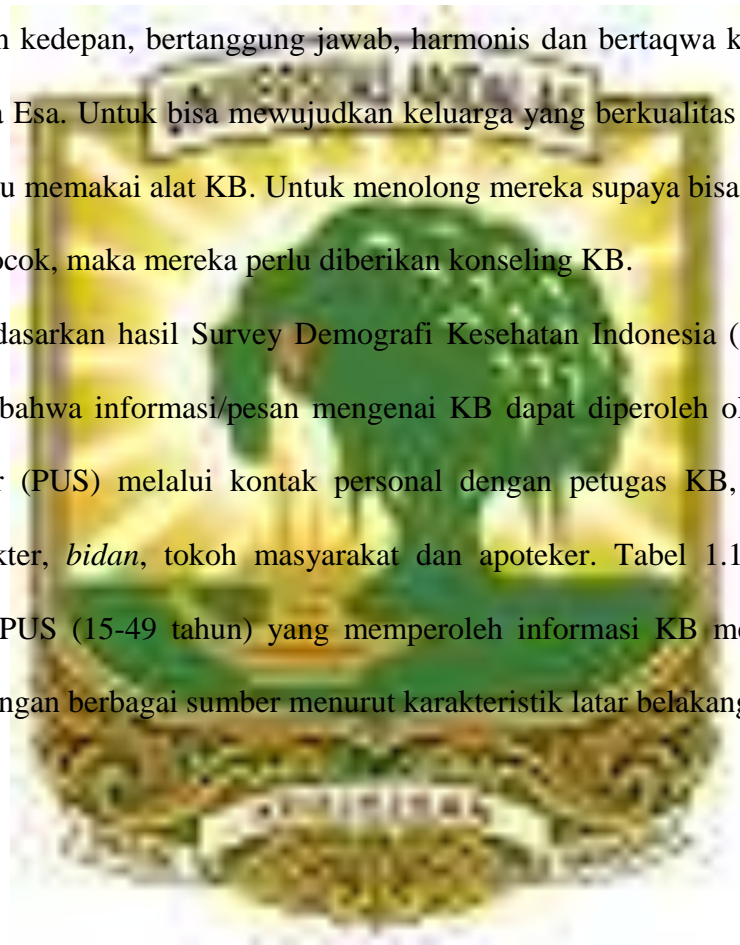 n kedepan, bertanggung jawab, harmonis dan bertaqwa k
a Esa. Untuk bisa mewujudkan keluarga yang berkualitas
u memakai alat KB. Untuk menolong mereka supaya bisa
ocok, maka mereka perlu diberikan konseling KB.
dasarkan hasil Survey Demografi Kesehatan Indonesia (
bahwa informasi/pesan mengenai KB dapat diperoleh ol
r (PUS) melalui kontak personal dengan petugas KB,
kter, bidan, tokoh masyarakat dan apoteker. Tabel 1.1
PUS (15-49 tahun) yang memperoleh informasi KB me
ngan berbagai sumber menurut karakteristik latar belakang